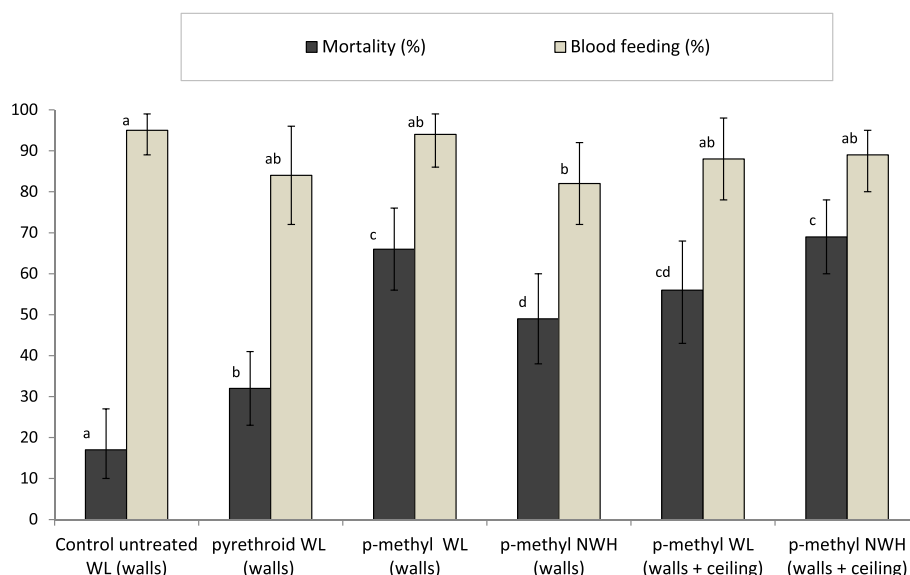 Mortality (%) Blood feeding (%)
100
90
80
70
60
50
40
30
20
10
0
a
a
b
ab
c
ab
d
b
cd
ab
c
ab
Control untreated
WL (walls)
pyrethroid WL
(walls)
p-methyl WL
(walls)
p-methyl NWH
(walls)
p-methyl WL
(walls + ceiling)
p-methyl NWH
(walls + ceiling)